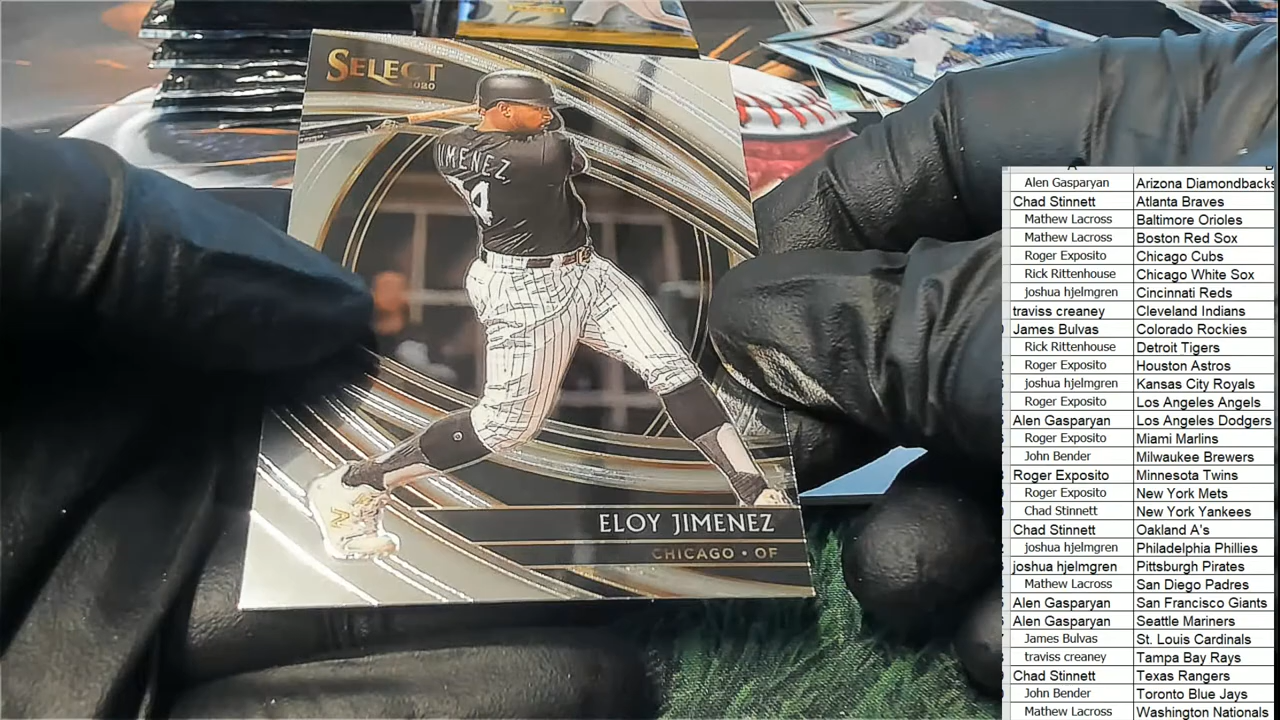 SELECT
2020
JIMENEZ
74
ELOY JIMENEZ
CHICAGO • OF
Alen Gasparyan Arizona Diamondbacks
Chad Stinnett Atlanta Braves
Mathew Lacross Baltimore Orioles
Mathew Lacross Boston Red Sox
Roger Exposito Chicago Cubs
Rick Rittenhouse Chicago White Sox
joshua hjelmgren Cincinnati Reds
traviss creaney Cleveland Indians
James Bulvas Colorado Rockies
Rick Rittenhouse Detroit Tigers
Roger Exposito Houston Astros
joshua hjelmgren Kansas City Royals
Roger Exposito Los Angeles Angels
Alen Gasparyan Los Angeles Dodgers
Roger Exposito Miami Marlins
John Bender Milwaukee Brewers
Roger Exposito Minnesota Twins
Roger Exposito New York Mets
Chad Stinnett New York Yankees
Chad Stinnett Oakland A's
joshua hjelmgren Philadelphia Phillies
joshua hjelmgren Pittsburgh Pirates
Mathew Lacross San Diego Padres
Alen Gasparyan San Francisco Giants
Alen Gasparyan Seattle Mariners
James Bulvas St. Louis Cardinals
traviss creaney Tampa Bay Rays
Chad Stinnett Texas Rangers
John Bender Toronto Blue Jays
Mathew Lacross Washington Nationals